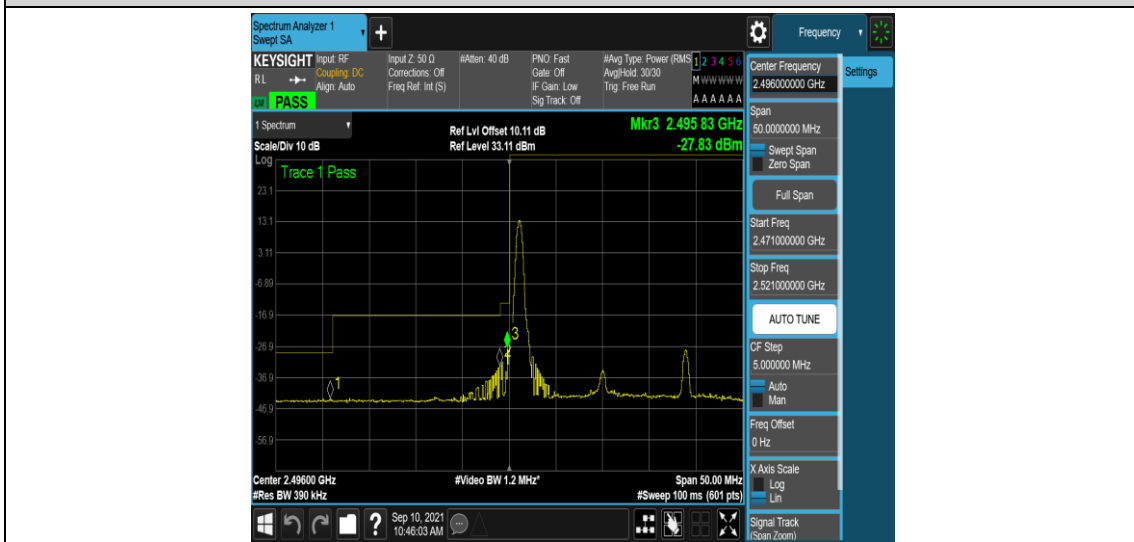 Spectrum Analyzer 1
Swept SA
+
Frequency
KEYSIGHT
RL
Input: RF
Coupling: DC
Align: Auto
Input Z: 50 Ω
Corrections: Off
Freq Ref: Int (S)
#Atten: 40 dB
PNO: Fast
Gate: Off
IF Gain: Low
Sig Track: Off
#Avg Type: Power (RMS
Avg|Hold: 30/30
Trig: Free Run
1 2 3 4 5 6
M W W W W W
A A A A A A
PASS
1 Spectrum
Scale/Div 10 dB
Ref Lvl Offset 10.11 dB
Ref Level 33.11 dBm
Mkr3 2.495 83 GHz
-27.83 dBm
Log
Trace 1 Pass
23.1
13.1
3.11
-6.89
-16.9
-26.9
-36.9
-46.9
-56.9
1
2
3
Center 2.49600 GHz
#Res BW 390 kHz
#Video BW 1.2 MHz*
Span 50.00 MHz
#Sweep 100 ms (601 pts)
?
Sep 10, 2021
10:46:03 AM
Center Frequency
2.496000000 GHz
Settings
Span
50.0000000 MHz
Swept Span
Zero Span
Full Span
Start Freq
2.471000000 GHz
Stop Freq
2.521000000 GHz
AUTO TUNE
CF Step
5.000000 MHz
Auto
Man
Freq Offset
0 Hz
X Axis Scale
Log
Lin
Signal Track
(Span Zoom)